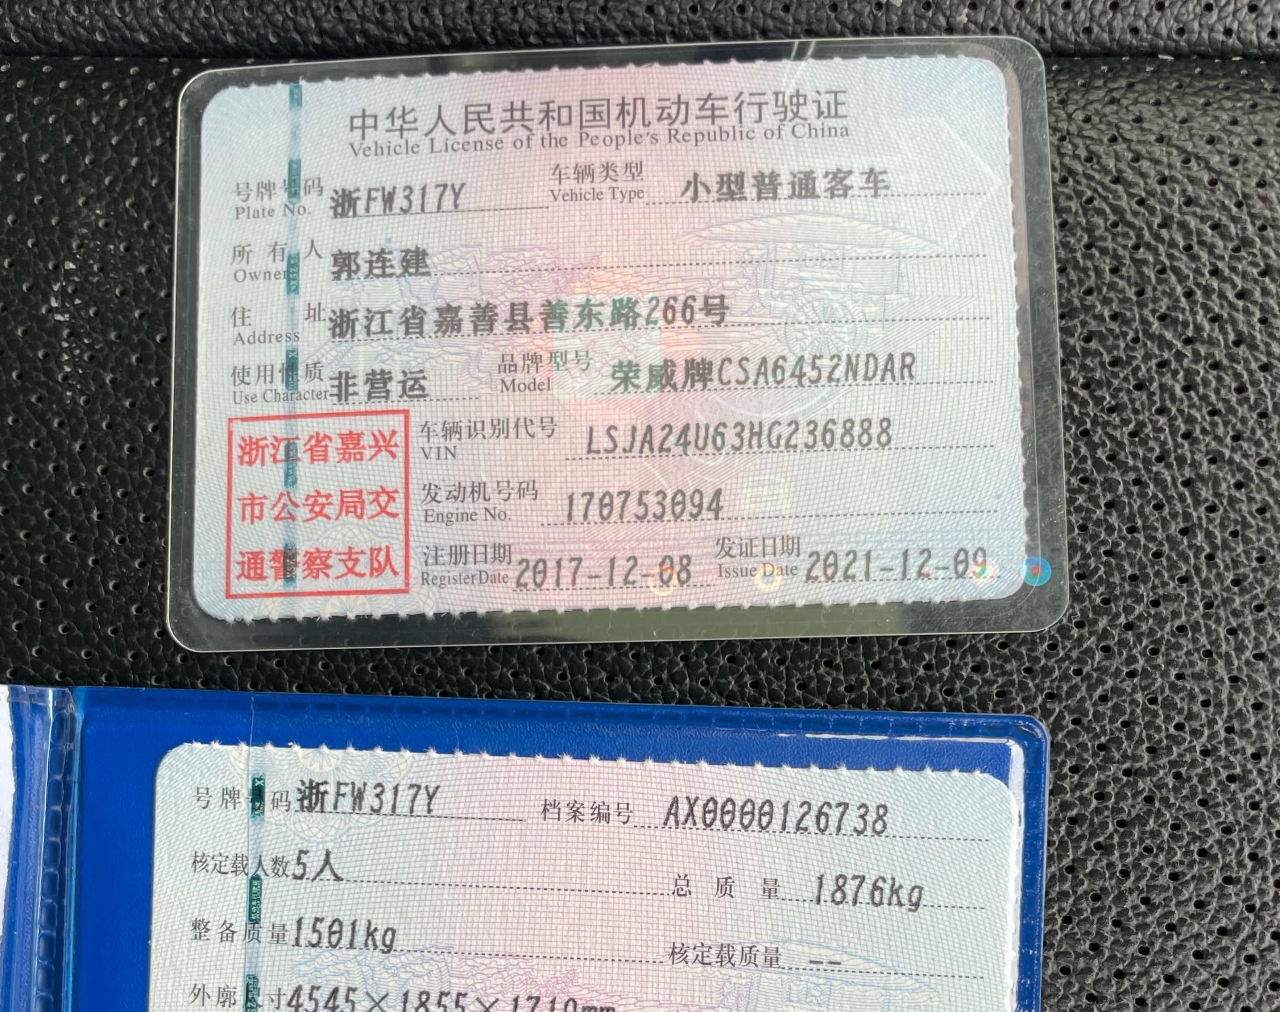 中华人民共和国机动车行驶证
Vehicle License of the People's Republic of China
号牌号码 浙FW317Y 车辆类型 小型普通客车
Plate No. Vehicle Type
所有人 郭连建
Owner
住址 浙江省嘉善县善东路266号
Address
使用性质 非营运 品牌型号 荣威牌CSA6452NDAR
Use Character Model
浙江省嘉兴
市公安局交
通警察支队
车辆识别代号 LSJA24U63HG236888
VIN
发动机号码 170753094
Engine No.
注册日期 2017-12-08 发证日期 2021-12-09
Register Date Issue Date
号牌号码 浙FW317Y 档案编号 AX0000126738
核定载人数 5人 总质量 1876kg
整备质量 1501kg 核定载质量 --
外廓尺寸 4545×1855×1710mm